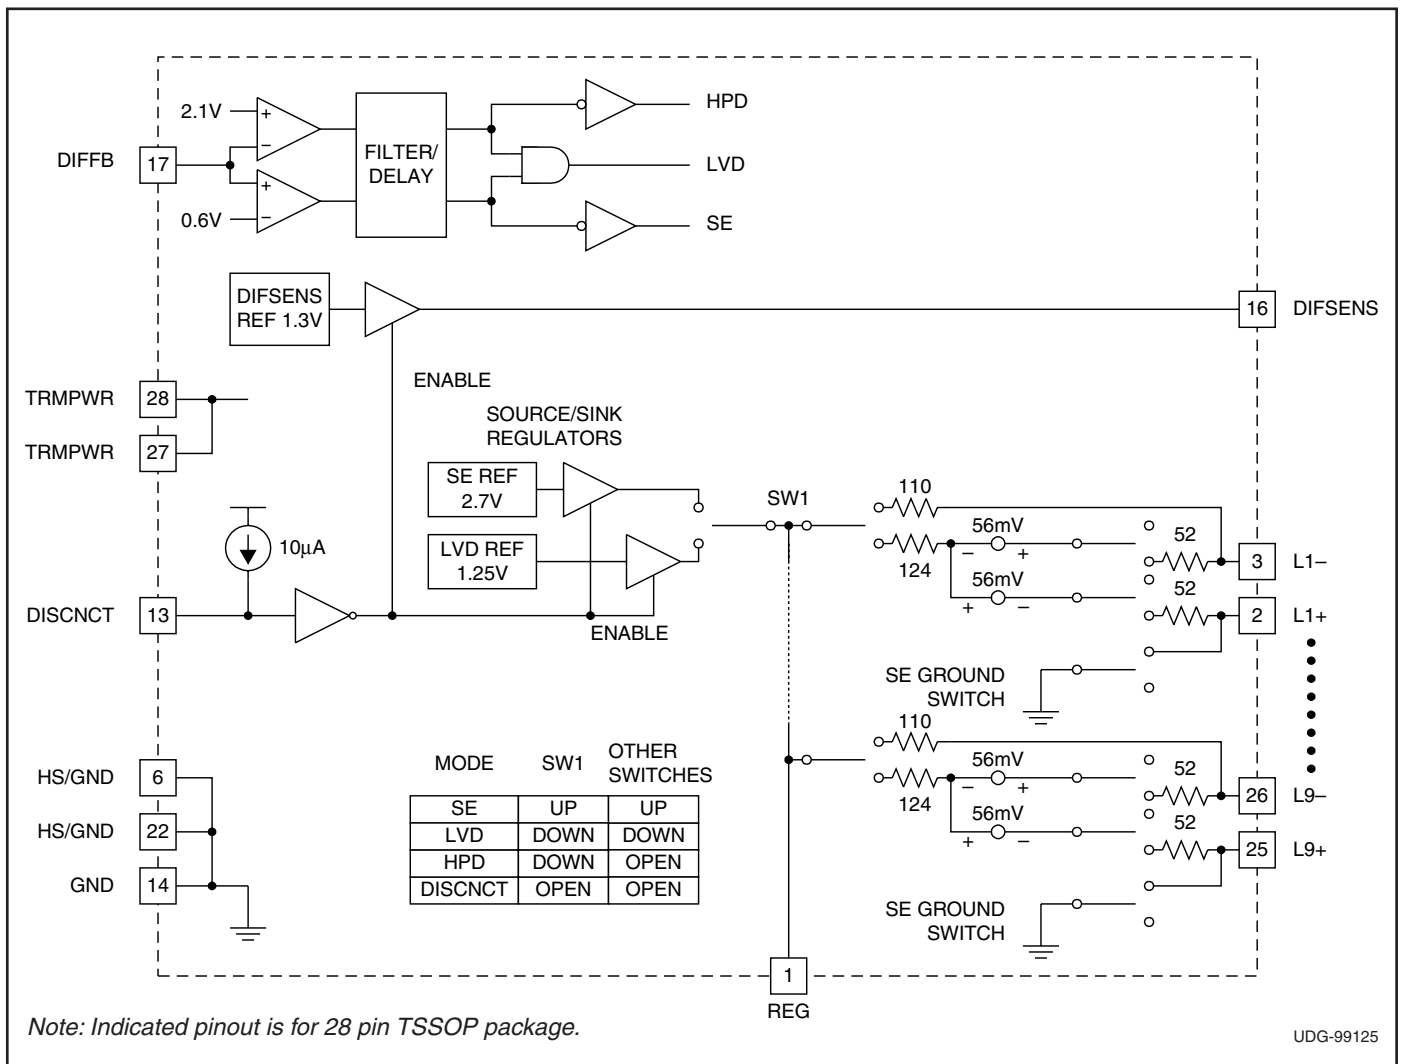 2.1V
+
−
HPD
DIFFB
17
FILTER/
DELAY
LVD
+
−
0.6V
SE
DIFSENS
REF 1.3V
16
DIFSENS
ENABLE
TRMPWR
28
TRMPWR
27
SOURCE/SINK
REGULATORS
SE REF
2.7V
LVD REF
1.25V
SW1
10µA
DISCNCT
13
ENABLE
110
56mV
− +
124
56mV
+ −
52
52
3
L1−
2
L1+
SE GROUND
SWITCH
110
56mV
− +
124
56mV
+ −
52
52
26
L9−
25
L9+
SE GROUND
SWITCH
HS/GND
6
HS/GND
22
GND
14
MODE SW1 OTHER SWITCHES
SE UP UP
LVD DOWN DOWN
HPD DOWN OPEN
DISCNCT OPEN OPEN
1
REG
Note: Indicated pinout is for 28 pin TSSOP package.
UDG-99125